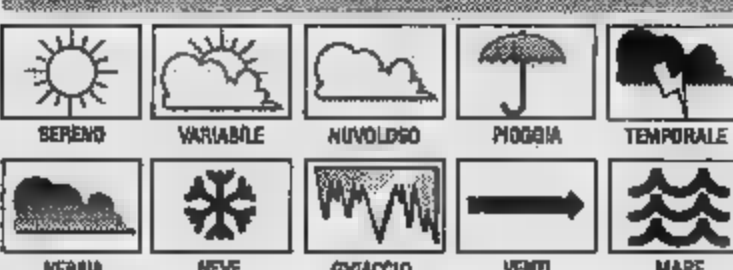 SERENO VARIABILE NUVOLOSO PIOGGIA TEMPORALE
NEBBIA NEVE GHIACCIO VENTI MARE